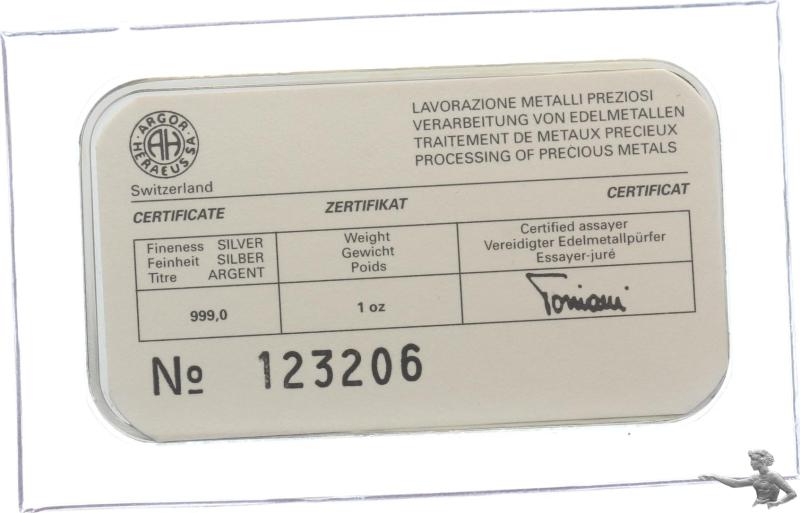 ARGOR
AH
HERAEUS SA
Switzerland
LAVORAZIONE METALLI PREZIOSI
VERARBEITUNG VON EDELMETALLEN
TRAITEMENT DE METAUX PRECIEUX
PROCESSING OF PRECIOUS METALS
CERTIFICATE ZERTIFIKAT CERTIFICAT
Fineness SILVER
Feinheit SILBER
Titre ARGENT
Weight
Gewicht
Poids
Certified assayer
Vereidigter Edelmetallpürfer
Essayer-juré
999,0
1 oz
Toniani
No 123206